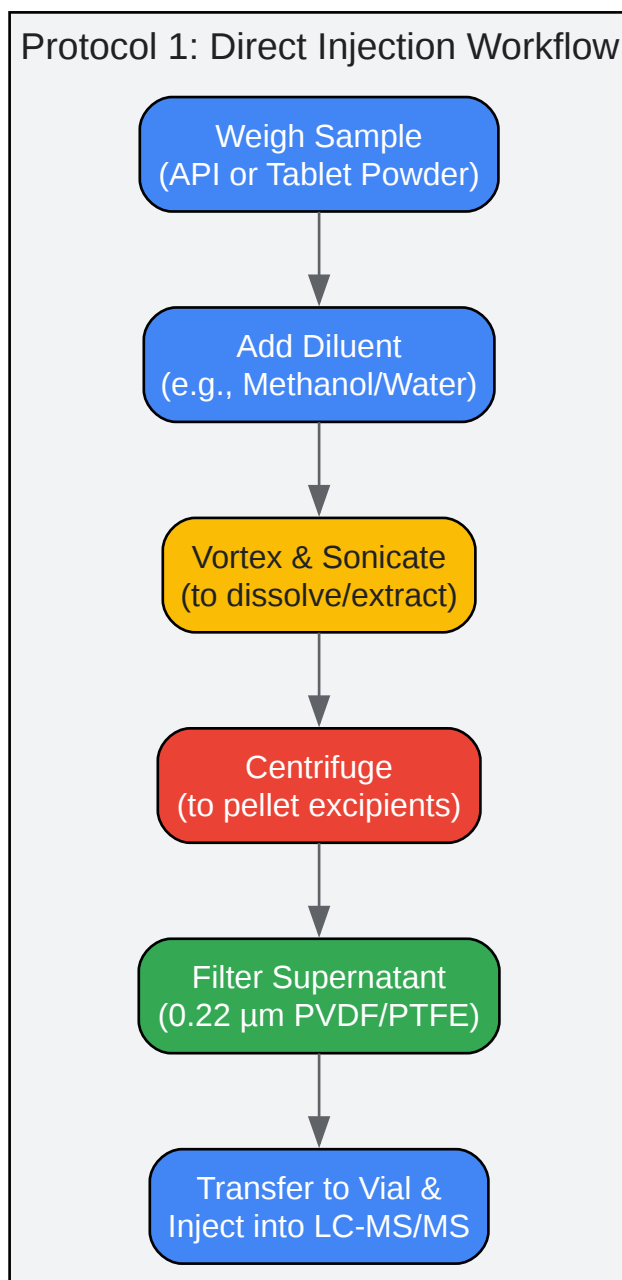 Protocol 1: Direct Injection Workflow
Weigh Sample
(API or Tablet Powder)
Add Diluent
(e.g., Methanol/Water)
Vortex & Sonicate
(to dissolve/extract)
Centrifuge
(to pellet excipients)
Filter Supernatant
(0.22 µm PVDF/PTFE)
Transfer to Vial &
Inject into LC-MS/MS